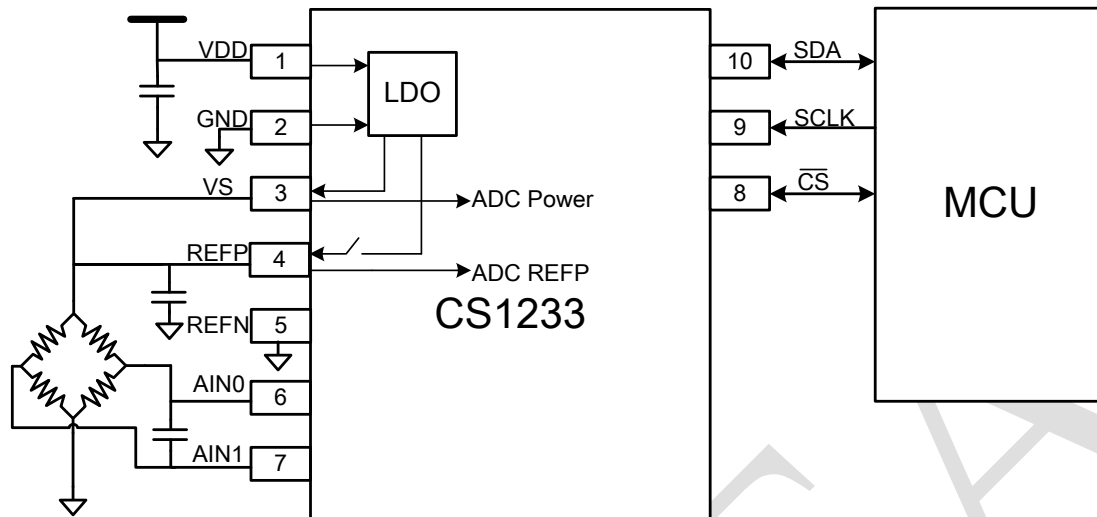 VDD
1
LDO
GND
2
VS
3
ADC Power
REFP
4
ADC REFP
REFN
5
AIN0
6
AIN1
7
CS1233
10
SDA
9
SCLK
8
CS
MCU